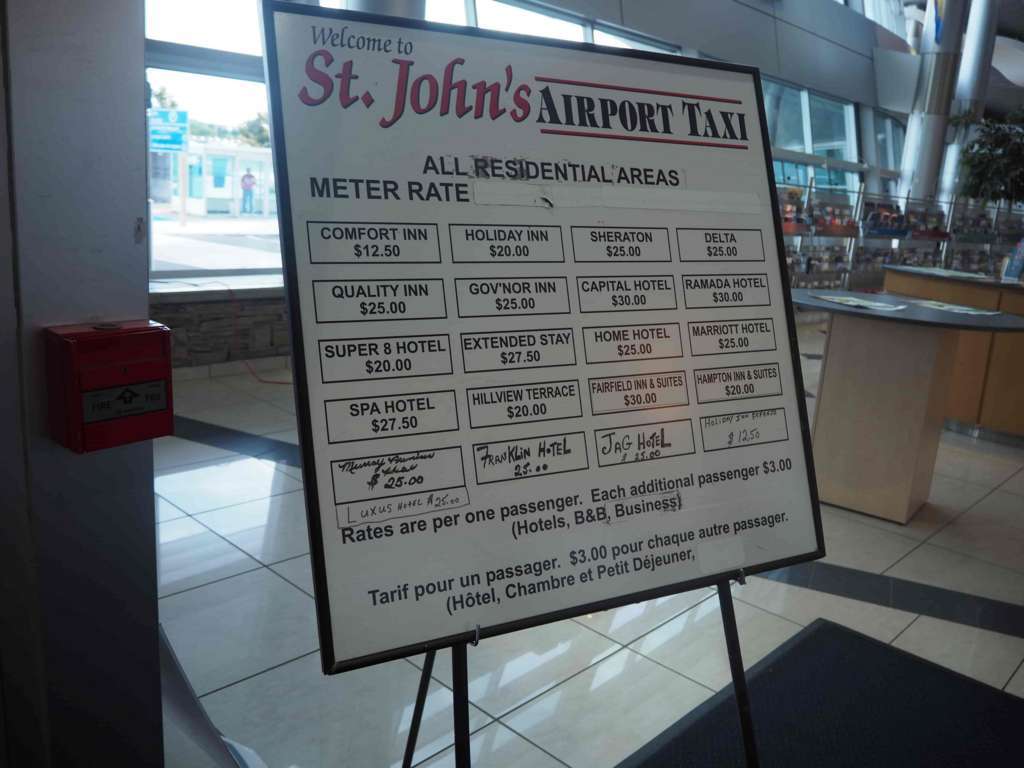 Welcome to
St. John's AIRPORT TAXI
ALL RESIDENTIAL AREAS
METER RATE
COMFORT INN HOLIDAY INN SHERATON DELTA
$12.50 $20.00 $25.00 $25.00
QUALITY INN GOV'NOR INN CAPITAL HOTEL RAMADA HOTEL
$25.00 $25.00 $30.00 $30.00
SUPER 8 HOTEL EXTENDED STAY HOME HOTEL MARRIOTT HOTEL
$20.00 $27.50 $25.00 $25.00
SPA HOTEL HILLVIEW TERRACE FAIRFIELD INN & SUITES HAMPTON INN & SUITES
$27.50 $20.00 $30.00 $20.00
Murray FRANKLIN HOTEL JAG HOTEL HOLIDAY INN EXPRESS
$25.00 25.00 $25.00 $12.50
LUXUS HOTEL $25.00
Rates are per one passenger. Each additional passenger $3.00
(Hotels, B&B, Business)
Tarif pour un passager. $3.00 pour chaque autre passager.
(Hôtel, Chambre et Petit Déjeuner,
FIRE